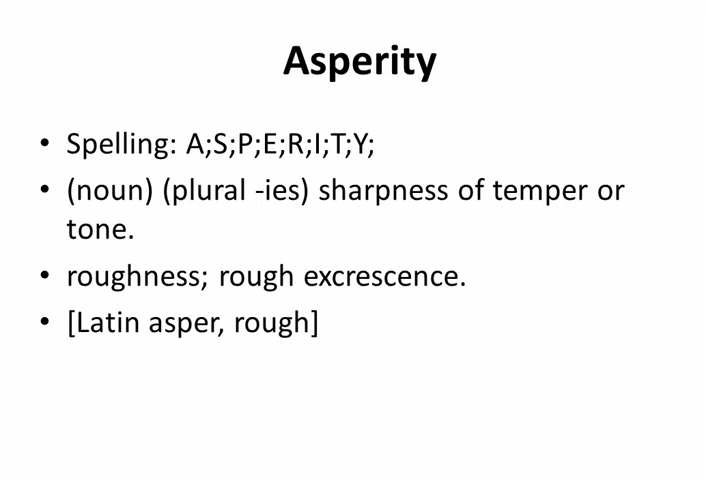 Asperity
• Spelling: A;S;P;E;R;I;T;Y;
• (noun) (plural -ies) sharpness of temper or
tone.
• roughness; rough excrescence.
• [Latin asper, rough]